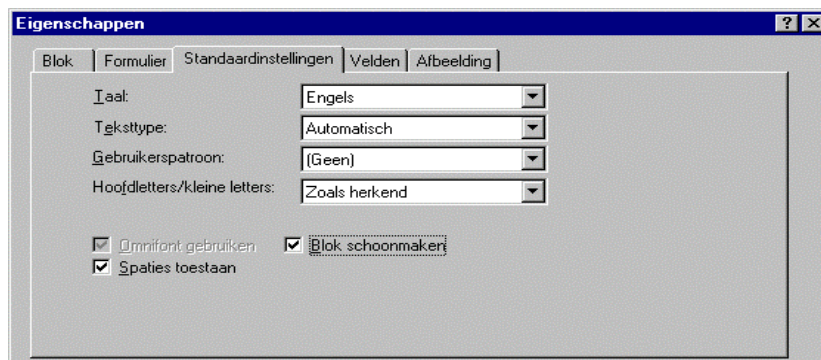 Eigenschappen
Blok Formulier Standaardinstellingen Velden Afbeelding
Taal: Engels
Teksttype: Automatisch
Gebruikerspatroon: (Geen)
Hoofdletters/kleine letters: Zoals herkend
Omnifont gebruiken Blok schoonmaken
Spaties toestaan